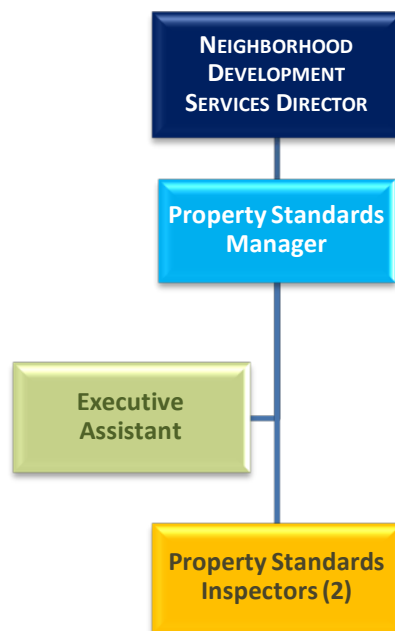 NEIGHBORHOOD
DEVELOPMENT
SERVICES DIRECTOR
Property Standards
Manager
Executive
Assistant
Property Standards
Inspectors (2)